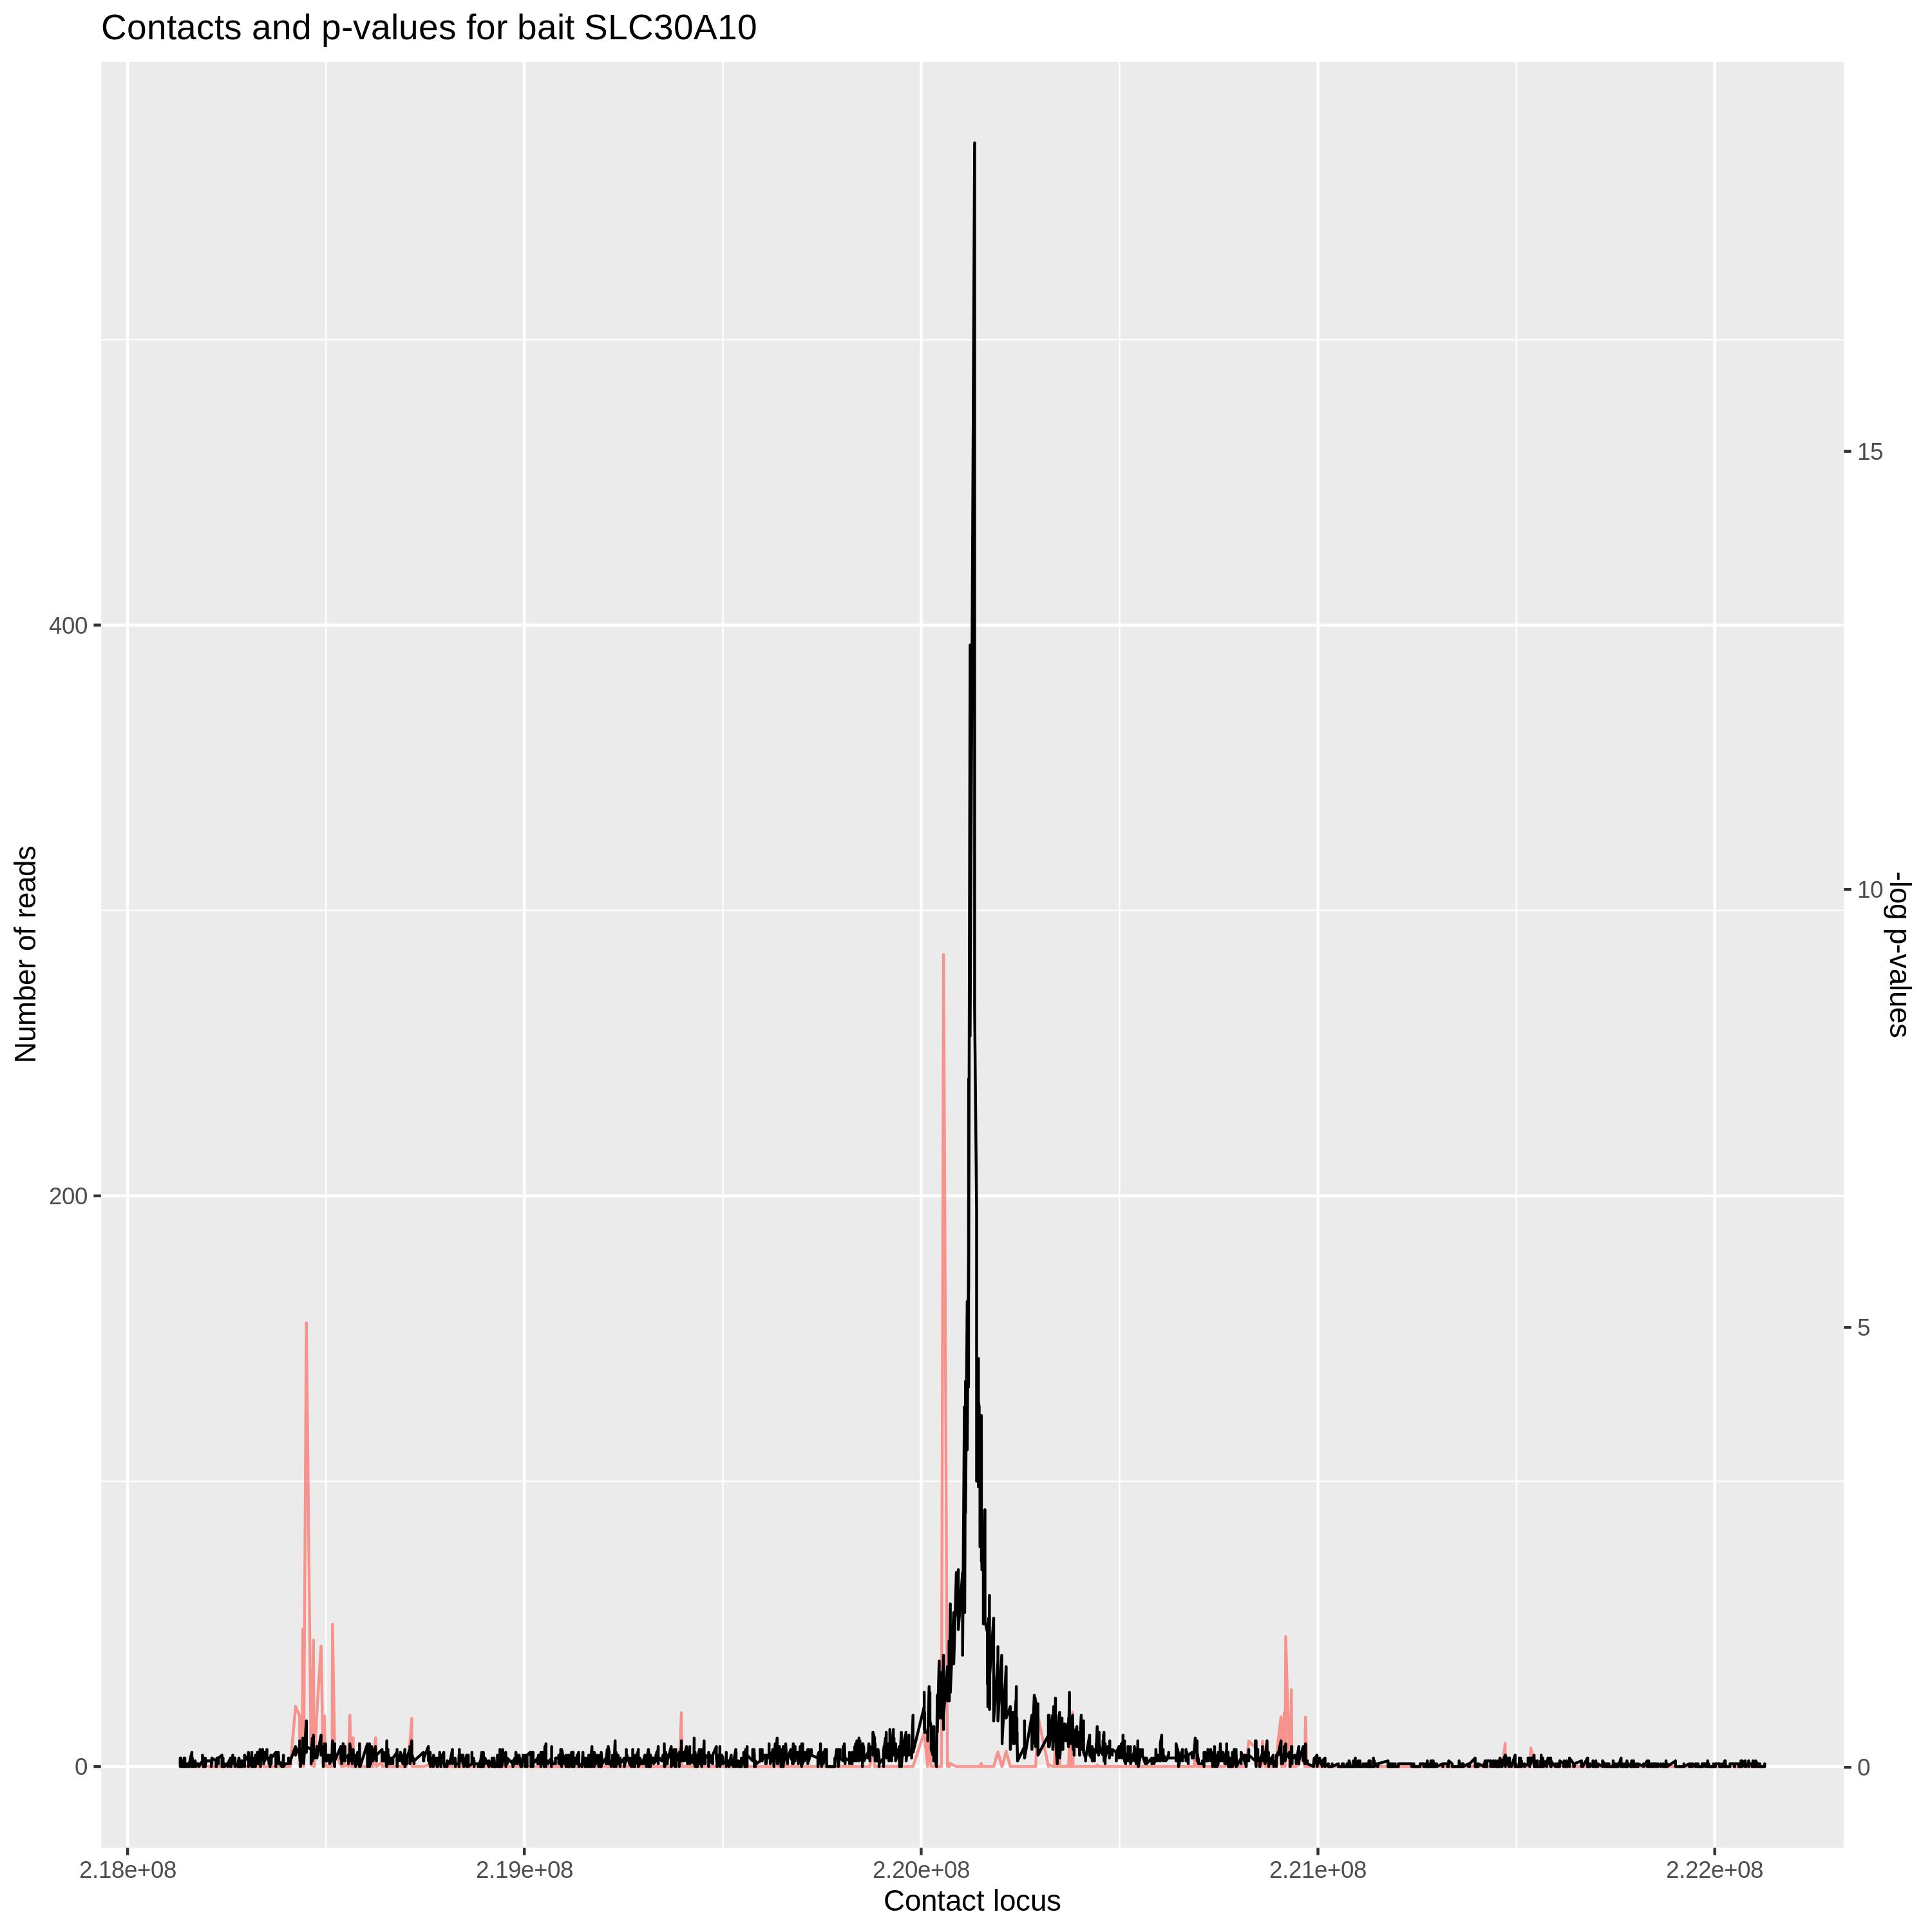 Contacts and p-values for bait SLC30A10
Number of reads
400
200
0
15
10
5
0
-log p-values
2.18e+08 2.19e+08 2.20e+08 2.21e+08 2.22e+08
Contact locus